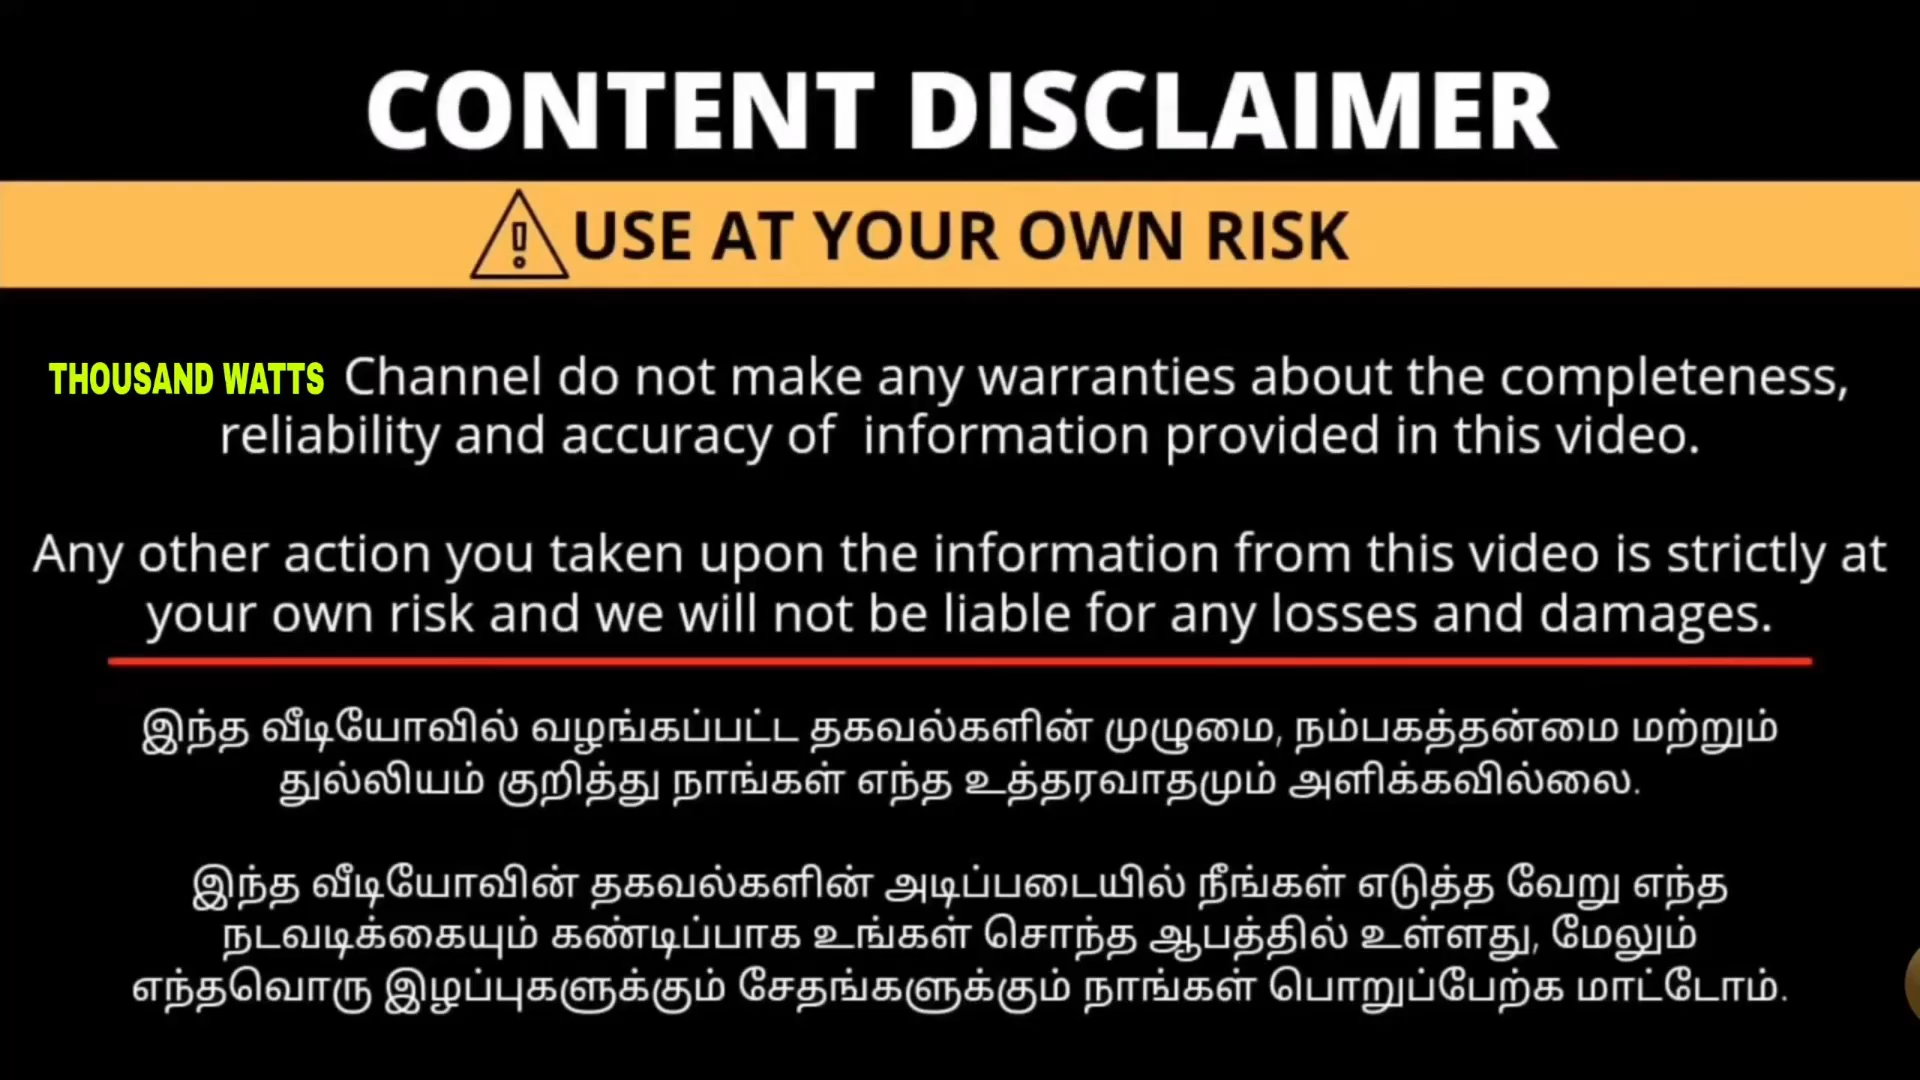 CONTENT DISCLAIMER
USE AT YOUR OWN RISK
THOUSAND WATTS Channel do not make any warranties about the completeness,
reliability and accuracy of information provided in this video.
Any other action you taken upon the information from this video is strictly at
your own risk and we will not be liable for any losses and damages.
இந்த வீடியோவில் வழங்கப்பட்ட தகவல்களின் முழுமை, நம்பகத்தன்மை மற்றும்
துல்லியம் குறித்து நாங்கள் எந்த உத்தரவாதமும் அளிக்கவில்லை.
இந்த வீடியோவின் தகவல்களின் அடிப்படையில் நீங்கள் எடுத்த வேறு எந்த
நடவடிக்கையும் கண்டிப்பாக உங்கள் சொந்த ஆபத்தில் உள்ளது, மேலும்
எந்தவொரு இழப்புகளுக்கும் சேதங்களுக்கும் நாங்கள் பொறுப்பேற்க மாட்டோம்.